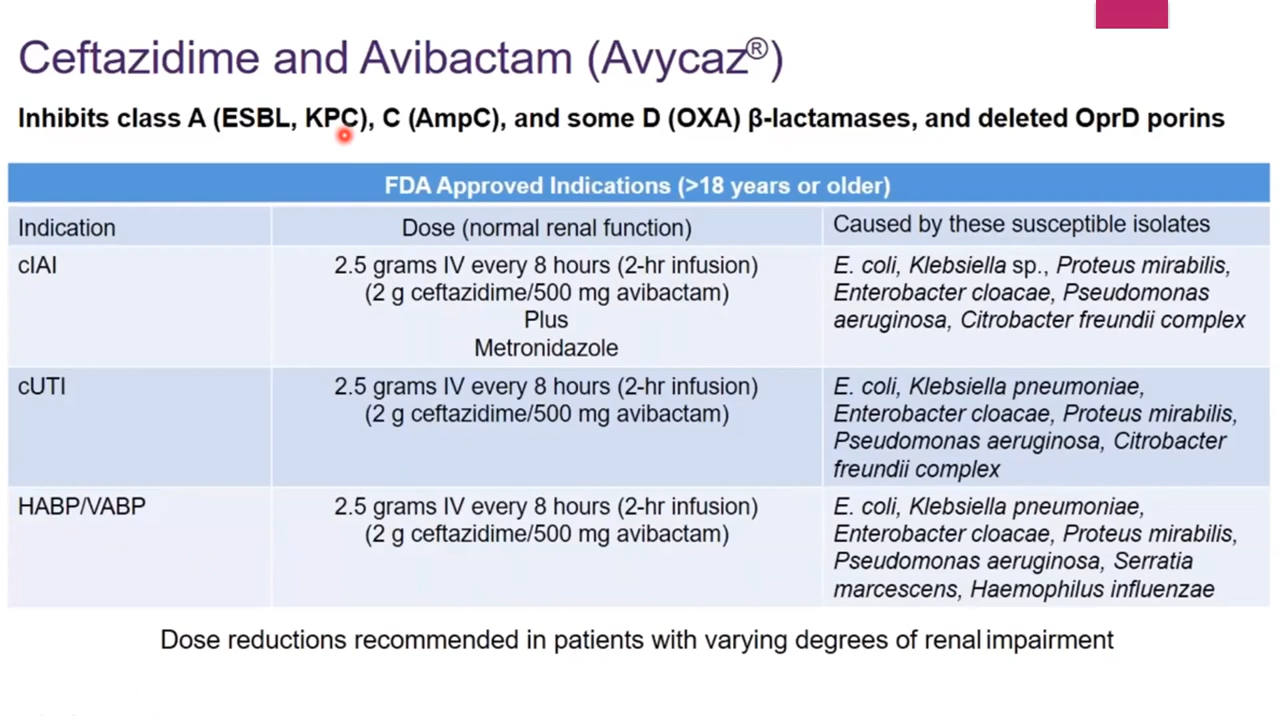 Ceftazidime and Avibactam (Avycaz®)
Inhibits class A (ESBL, KPC), C (AmpC), and some D (OXA) β-lactamases, and deleted OprD porins
FDA Approved Indications (>18 years or older)
Indication
Dose (normal renal function)
Caused by these susceptible isolates
cIAI
2.5 grams IV every 8 hours (2-hr infusion)
(2 g ceftazidime/500 mg avibactam)
Plus
Metronidazole
E. coli, Klebsiella sp., Proteus mirabilis,
Enterobacter cloacae, Pseudomonas
aeruginosa, Citrobacter freundii complex
cUTI
2.5 grams IV every 8 hours (2-hr infusion)
(2 g ceftazidime/500 mg avibactam)
E. coli, Klebsiella pneumoniae,
Enterobacter cloacae, Proteus mirabilis,
Pseudomonas aeruginosa, Citrobacter
freundii complex
HABP/VABP
2.5 grams IV every 8 hours (2-hr infusion)
(2 g ceftazidime/500 mg avibactam)
E. coli, Klebsiella pneumoniae,
Enterobacter cloacae, Proteus mirabilis,
Pseudomonas aeruginosa, Serratia
marcescens, Haemophilus influenzae
Dose reductions recommended in patients with varying degrees of renal impairment